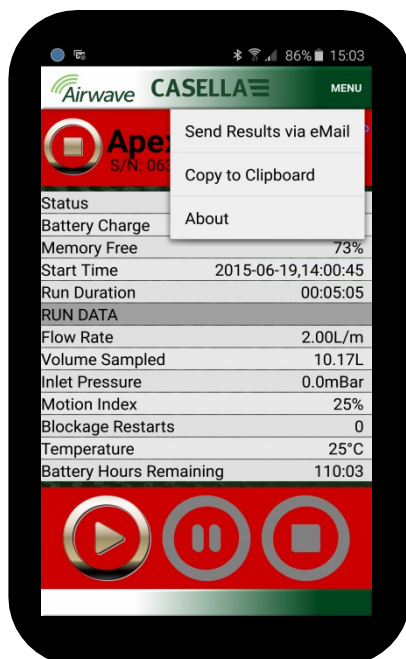 86% 15:03
Airwave CASELLA MENU
Send Results via eMail
Copy to Clipboard
About
Status
Battery Charge
Memory Free 73%
Start Time 2015-06-19,14:00:45
Run Duration 00:05:05
RUN DATA
Flow Rate 2.00L/m
Volume Sampled 10.17L
Inlet Pressure 0.0mBar
Motion Index 25%
Blockage Restarts 0
Temperature 25°C
Battery Hours Remaining 110:03